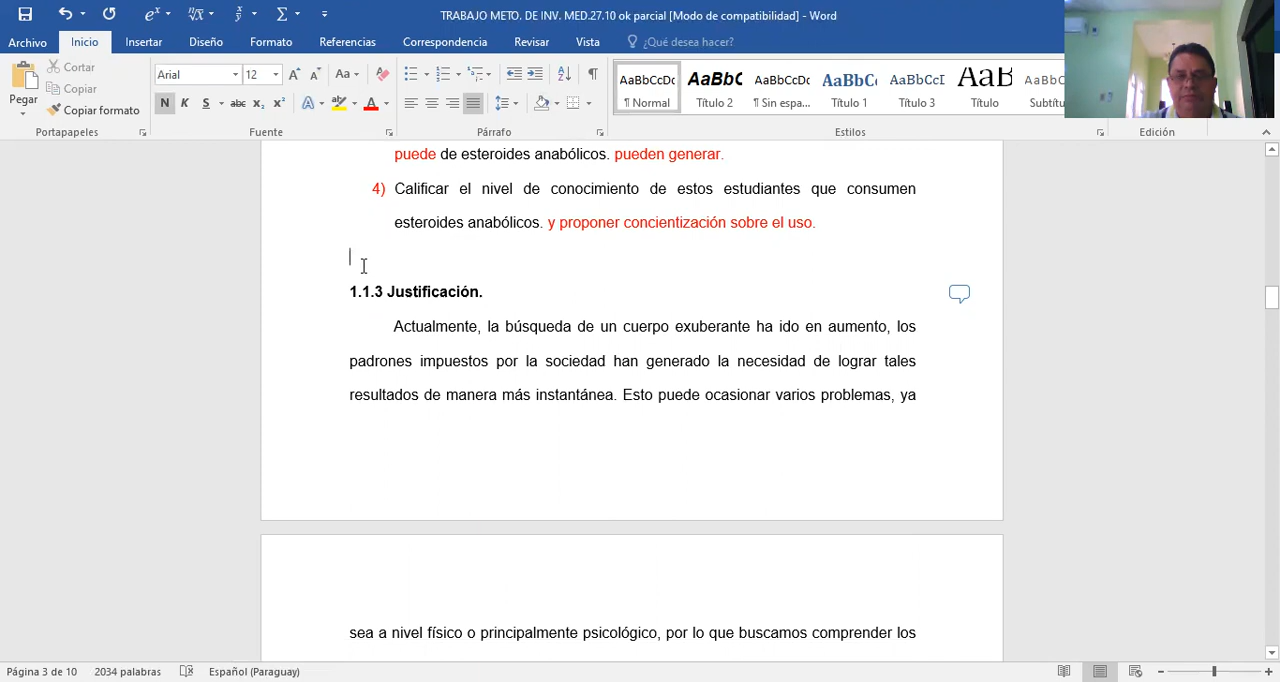 TRABAJO METO. DE INV. MED.27.10 ok parcial [Modo de compatibilidad] - Word
Archivo Inicio Insertar Diseño Formato Referencias Correspondencia Revisar Vista ¿Qué desea hacer?
Pegar
Cortar
Copiar
Copiar formato
Portapapeles
Arial 12
N K S abc x₂ x²
Fuente
Párrafo
AaBbCcDc AaBbC AaBbCcDc AaBbC AaBbCcI AaB AaBbCcD
¶ Normal Título 2 ¶ Sin espa... Título 1 Título 3 Título Subtítu
Estilos
Edición
puede de esteroides anabólicos. pueden generar.
4) Calificar el nivel de conocimiento de estos estudiantes que consumen
esteroides anabólicos. y proponer concientización sobre el uso.
1.1.3 Justificación.
Actualmente, la búsqueda de un cuerpo exuberante ha ido en aumento, los
padrones impuestos por la sociedad han generado la necesidad de lograr tales
resultados de manera más instantánea. Esto puede ocasionar varios problemas, ya
sea a nivel físico o principalmente psicológico, por lo que buscamos comprender los
Página 3 de 10 2034 palabras Español (Paraguay)